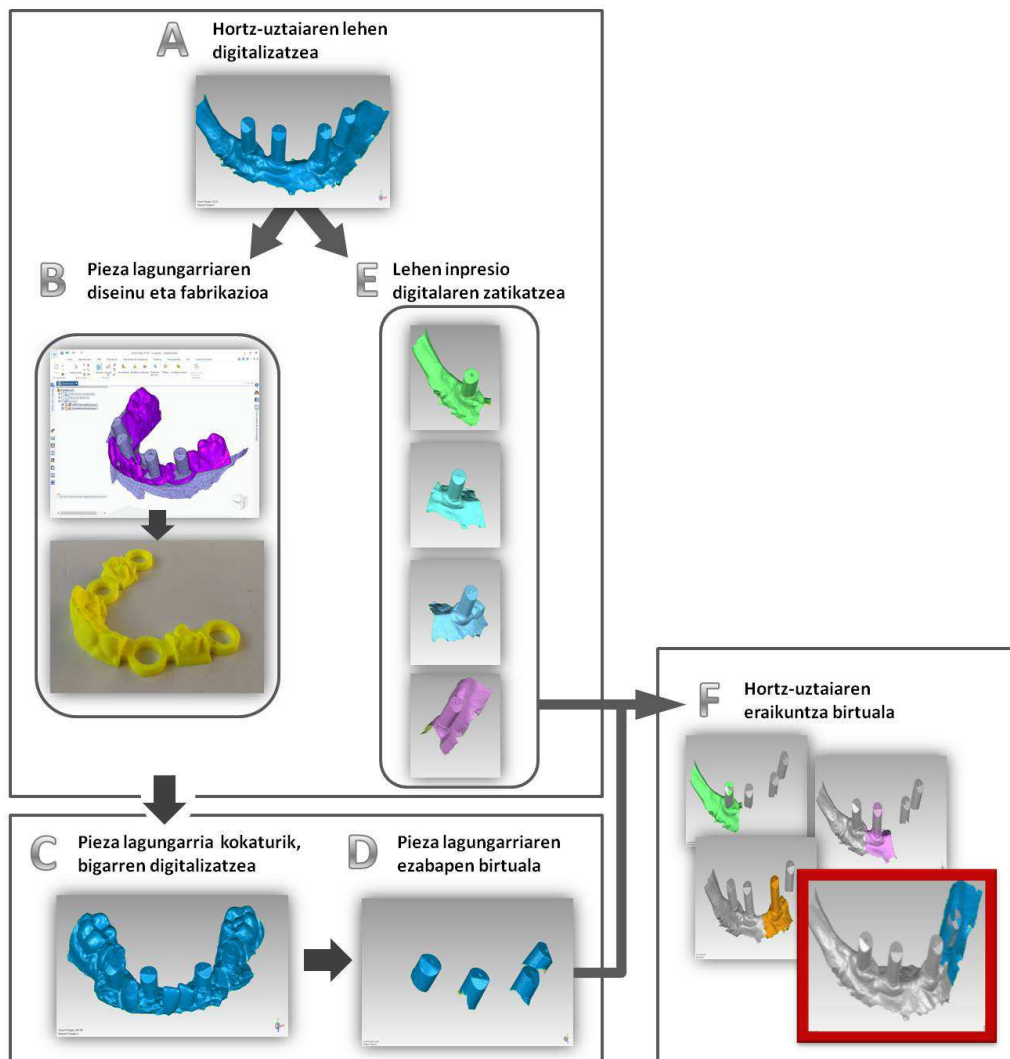 A
Hortz-uztaiaren lehen
digitalizatzea
B
Pieza lagungarriaren
diseinu eta fabrikazioa
E
Lehen inpresio
digitalaren zatikatzea
F
Hortz-uztaiaren
eraikuntza birtuala
C
Pieza lagungarria kokaturik,
bigarren digitalizatzea
D
Pieza lagungarriaren
ezabapen birtuala